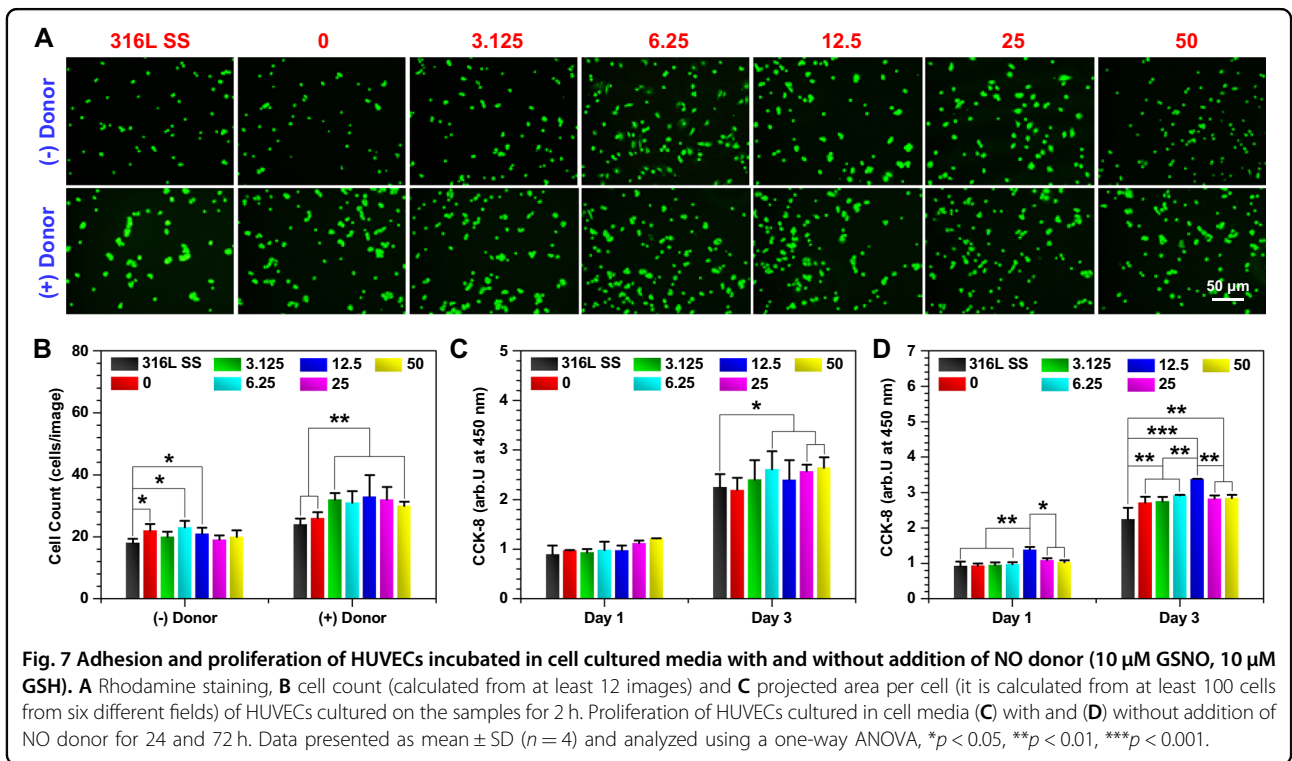 A
316L SS 0 3.125 6.25 12.5 25 50
(-) Donor
(+) Donor
50 µm
B
Cell Count (cells/image)
80
60
40
20
0
316L SS 3.125 12.5 50
0 6.25 25
*
*
*
**
(-) Donor (+) Donor
C
CCK-8 (arb.U at 450 nm)
5
4
3
2
1
0
316L SS 3.125 12.5 50
0 6.25 25
*
Day 1 Day 3
D
CCK-8 (arb.U at 450 nm)
7
6
5
4
3
2
1
0
316L SS 3.125 12.5 50
0 6.25 25
** *
**
***
** ** **
Day 1 Day 3
Fig. 7 Adhesion and proliferation of HUVECs incubated in cell cultured media with and without addition of NO donor (10 µM GSNO, 10 µM
GSH). A Rhodamine staining, B cell count (calculated from at least 12 images) and C projected area per cell (it is calculated from at least 100 cells
from six different fields) of HUVECs cultured on the samples for 2 h. Proliferation of HUVECs cultured in cell media (C) with and (D) without addition of
NO donor for 24 and 72 h. Data presented as mean ± SD (n = 4) and analyzed using a one-way ANOVA, *p < 0.05, **p < 0.01, ***p < 0.001.